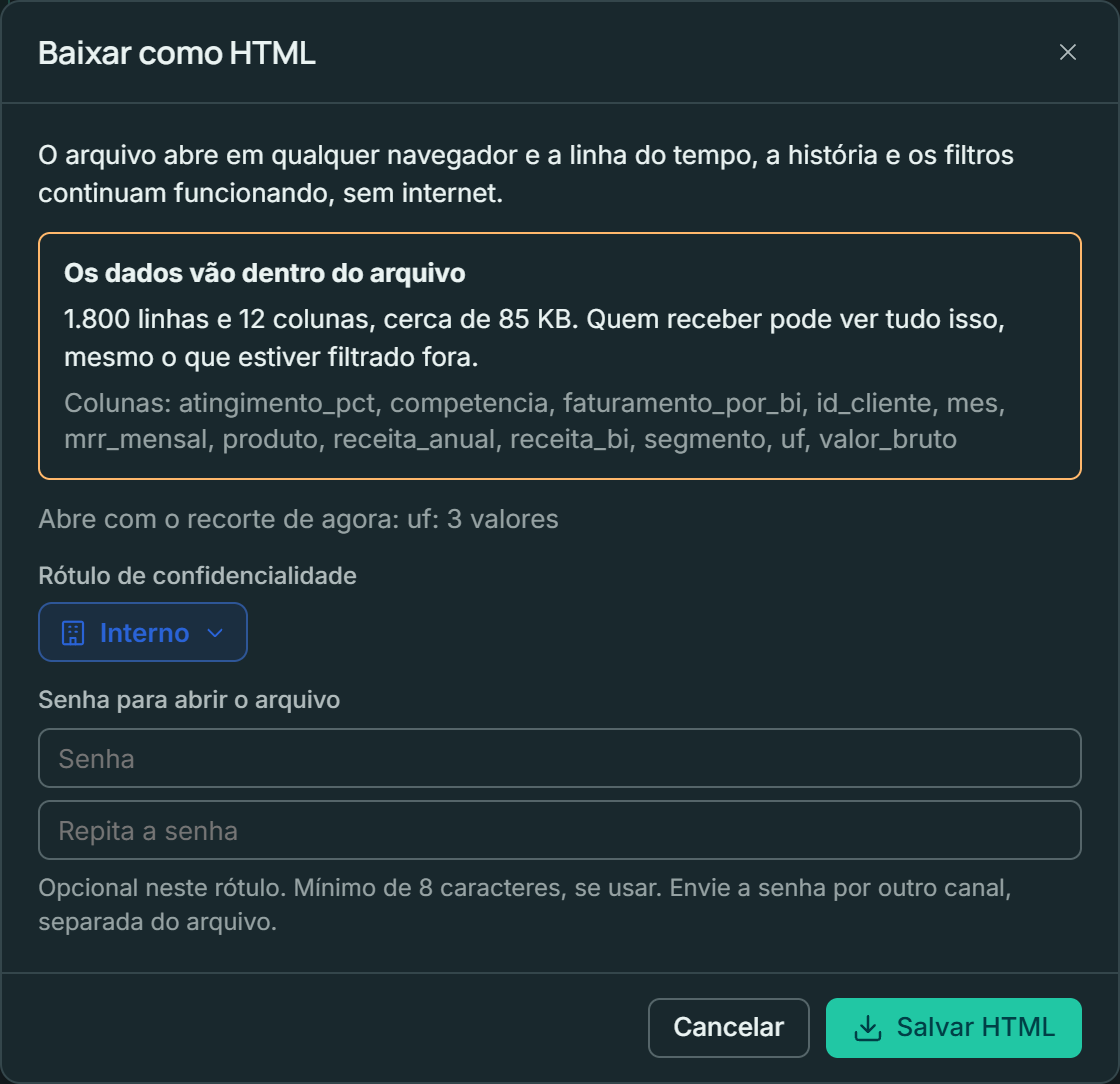 Baixar como HTML
O arquivo abre em qualquer navegador e a linha do tempo, a história e os filtros
continuam funcionando, sem internet.
Os dados vão dentro do arquivo
1.800 linhas e 12 colunas, cerca de 85 KB. Quem receber pode ver tudo isso,
mesmo o que estiver filtrado fora.
Colunas: atingimento_pct, competencia, faturamento_por_bi, id_cliente, mes,
mrr_mensal, produto, receita_anual, receita_bi, segmento, uf, valor_bruto
Abre com o recorte de agora: uf: 3 valores
Rótulo de confidencialidade
Interno
Senha para abrir o arquivo
Senha
Repita a senha
Opcional neste rótulo. Mínimo de 8 caracteres, se usar. Envie a senha por outro canal,
separada do arquivo.
Cancelar
Salvar HTML